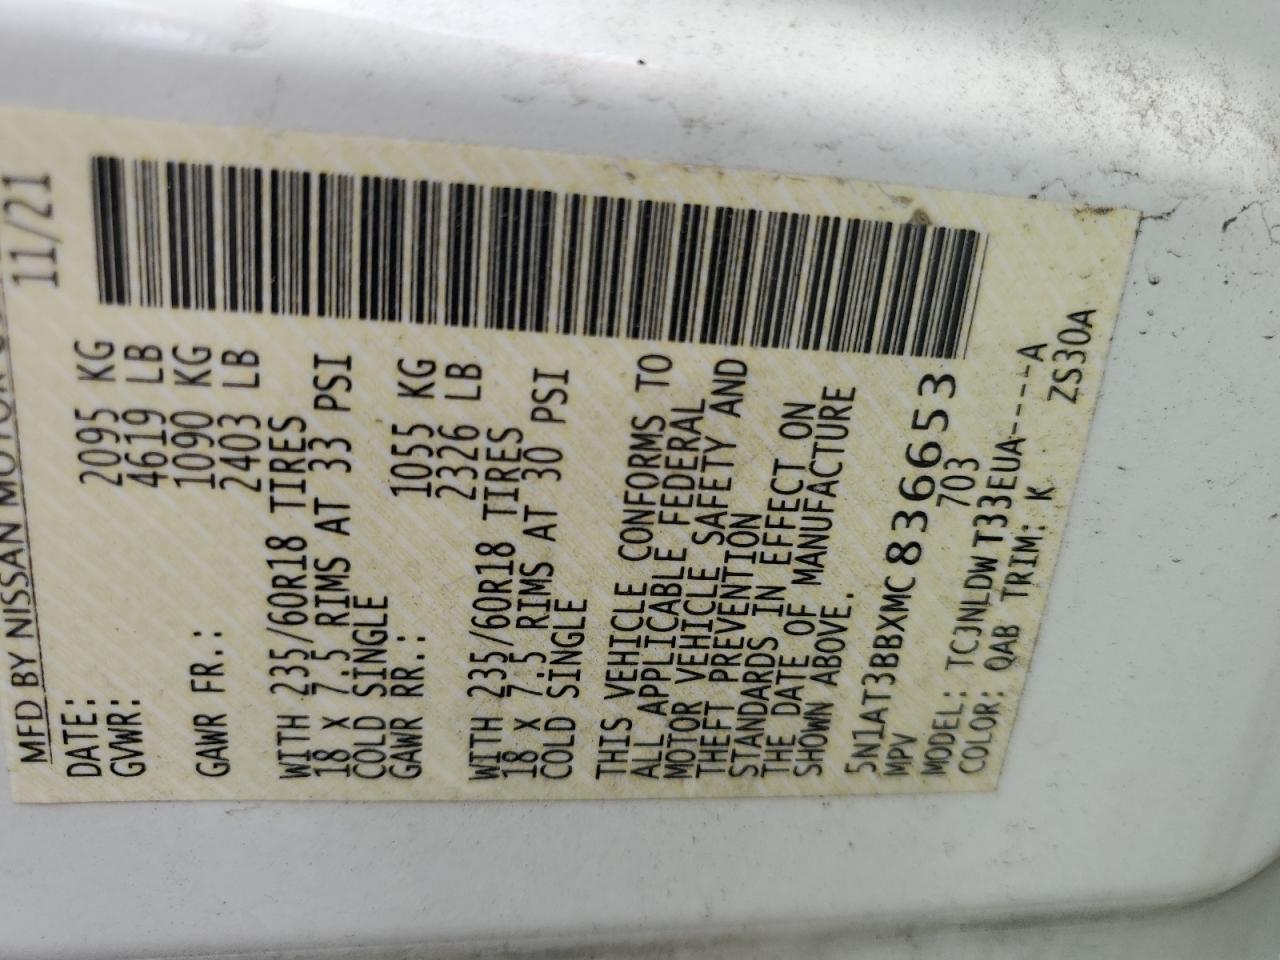 MFD BY NISSAN MOTOR
DATE: 11/21
GVWR: 2095 KG
4619 LB
GAWR FR.: 1090 KG
2403 LB
WITH 235/60R18 TIRES
18 X 7.5 RIMS AT 33 PSI
COLD SINGLE
GAWR RR.: 1055 KG
2326 LB
WITH 235/60R18 TIRES
18 X 7.5 RIMS AT 30 PSI
COLD SINGLE
THIS VEHICLE CONFORMS TO
ALL APPLICABLE FEDERAL
MOTOR VEHICLE SAFETY AND
THEFT PREVENTION
STANDARDS IN EFFECT ON
THE DATE OF MANUFACTURE
SHOWN ABOVE.
5N1AT3BBXMC836653
MPV 703
MODEL: TCJNLDWT33EUA----A
COLOR: QAB TRIM: K ZS30A